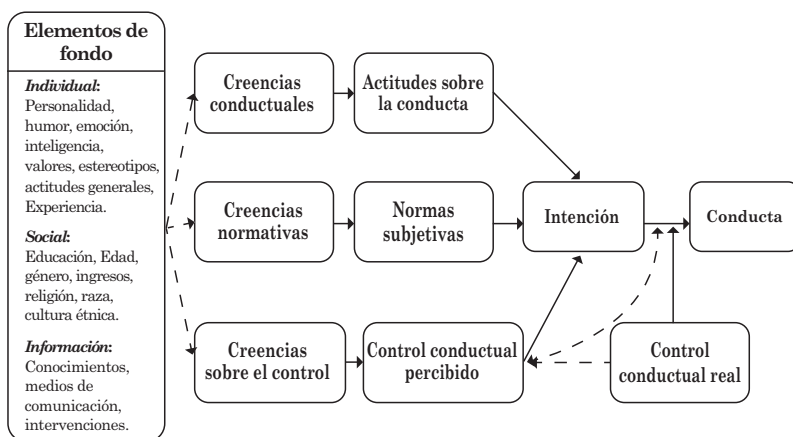 Elementos de
fondo
Individual:
Personalidad,
humor, emoción,
inteligencia,
valores, estereotipos,
actitudes generales,
Experiencia.
Social:
Educación, Edad,
género, ingresos,
religión, raza,
cultura étnica.
Información:
Conocimientos,
medios de
comunicación,
intervenciones.
Creencias
conductuales
Actitudes sobre
la conducta
Creencias
normativas
Normas
subjetivas
Intención
Conducta
Creencias
sobre el control
Control conductual
percibido
Control
conductual real